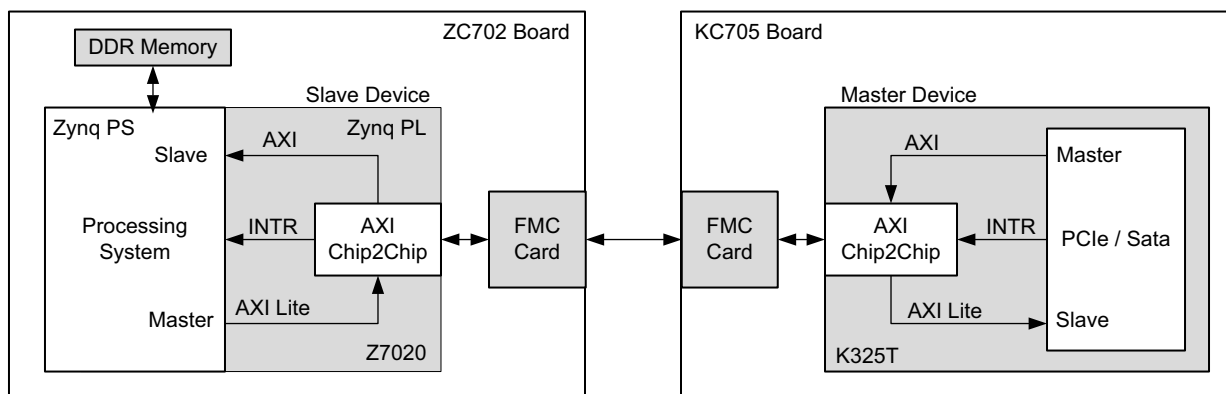 ZC702 Board
DDR Memory
Slave Device
Zynq PS
Zynq PL
Slave
AXI
Processing
System
INTR
AXI
Chip2Chip
FMC
Card
Master
AXI Lite
Z7020
KC705 Board
Master Device
AXI
Master
FMC
Card
AXI
Chip2Chip
INTR
PCIe / Sata
AXI Lite
Slave
K325T